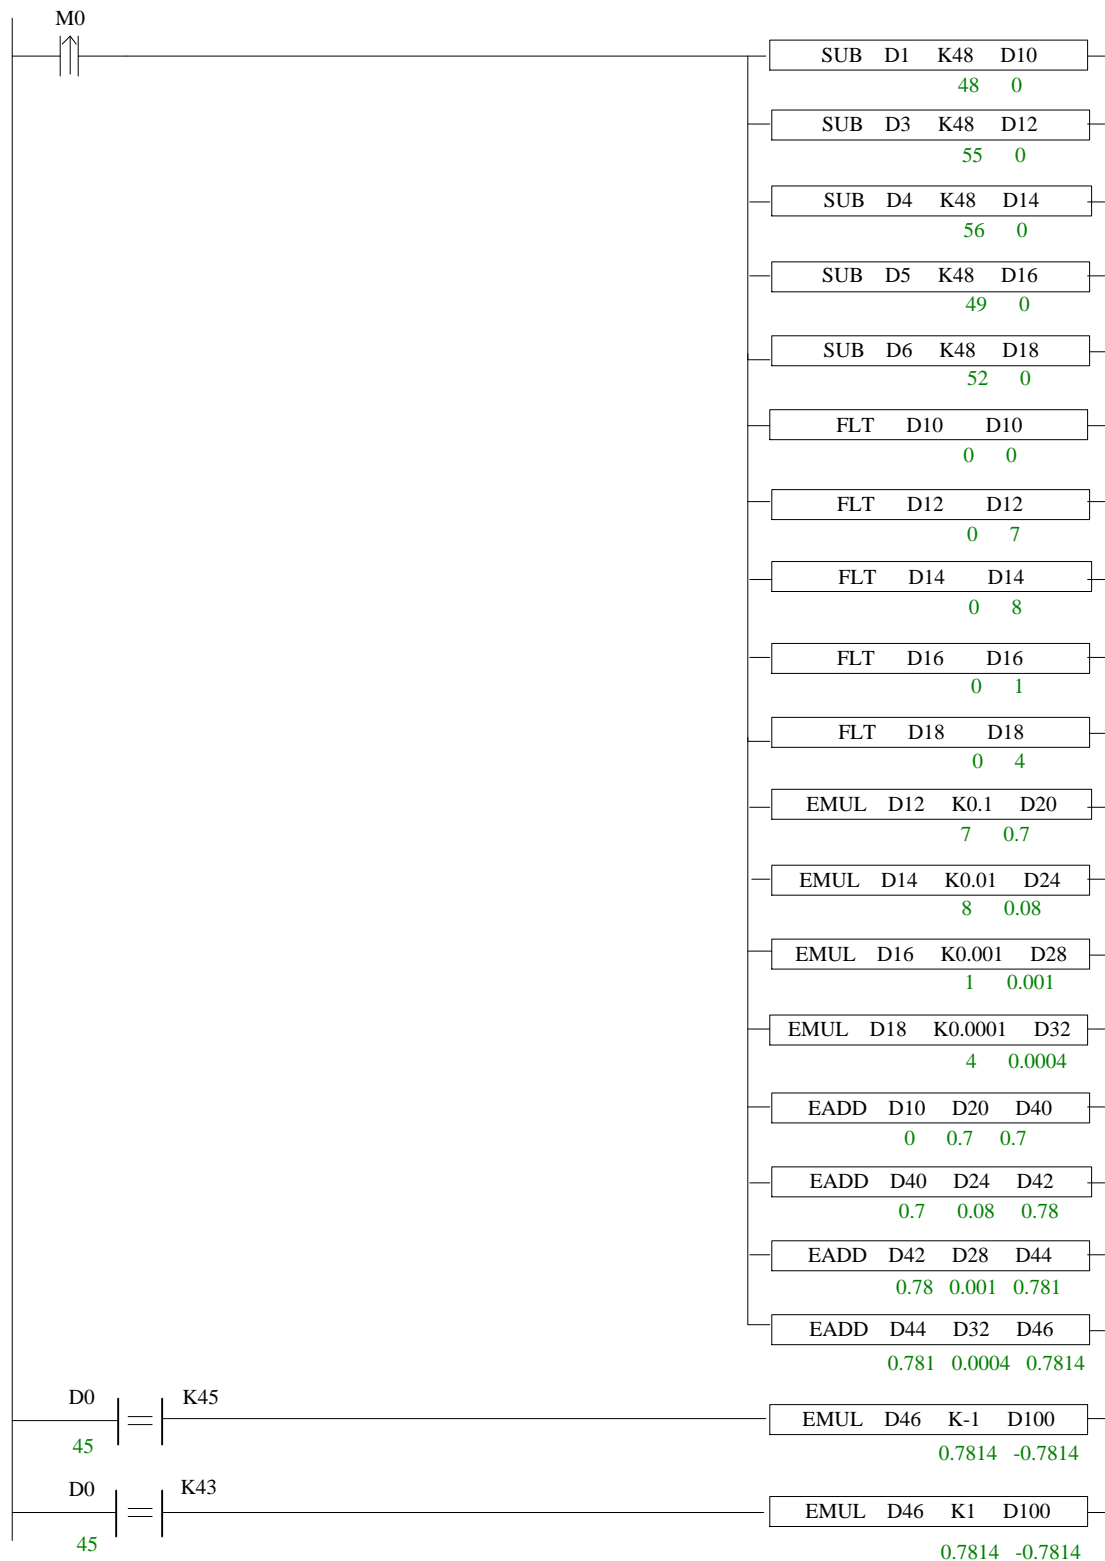 M0
SUB D1 K48 D10
48 0
SUB D3 K48 D12
55 0
SUB D4 K48 D14
56 0
SUB D5 K48 D16
49 0
SUB D6 K48 D18
52 0
FLT D10 D10
0 0
FLT D12 D12
0 7
FLT D14 D14
0 8
FLT D16 D16
0 1
FLT D18 D18
0 4
EMUL D12 K0.1 D20
7 0.7
EMUL D14 K0.01 D24
8 0.08
EMUL D16 K0.001 D28
1 0.001
EMUL D18 K0.0001 D32
4 0.0004
EADD D10 D20 D40
0 0.7 0.7
EADD D40 D24 D42
0.7 0.08 0.78
EADD D42 D28 D44
0.78 0.001 0.781
EADD D44 D32 D46
0.781 0.0004 0.7814
D0 K45
EMUL D46 K-1 D100
45 0.7814 -0.7814
D0 K43
EMUL D46 K1 D100
45 0.7814 -0.7814